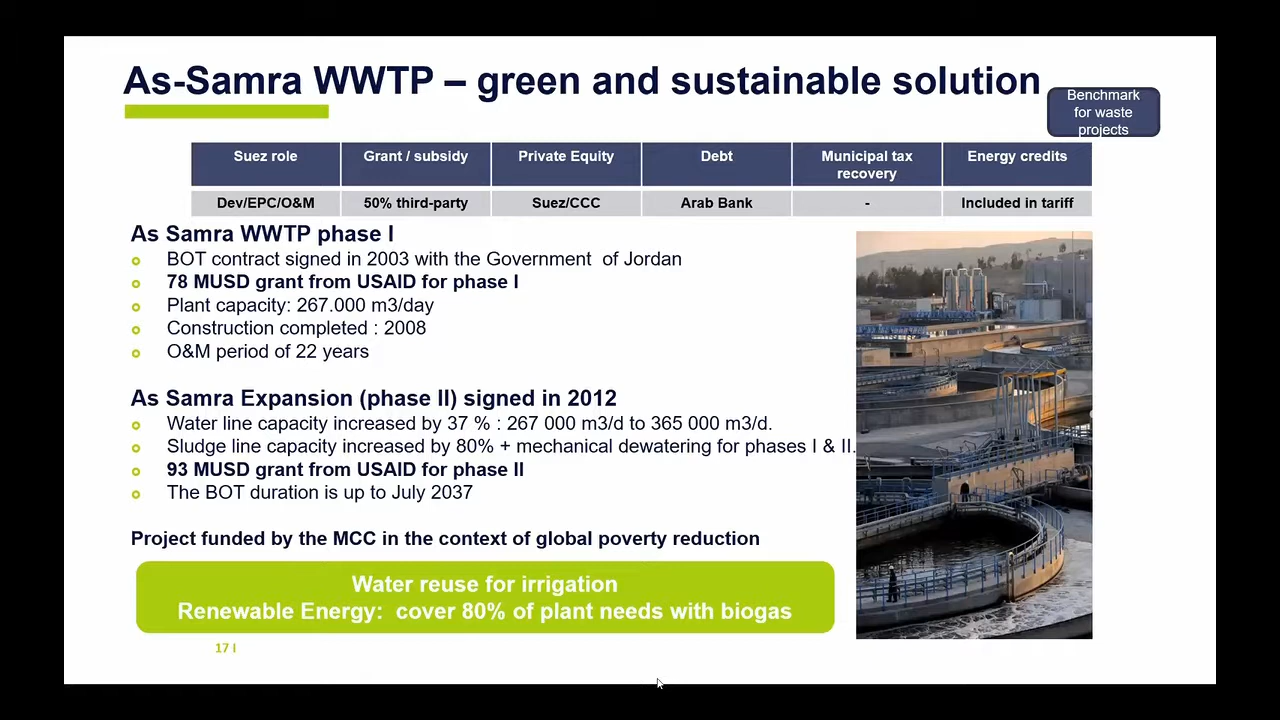 As-Samra WWTP – green and sustainable solution
Benchmark
for waste
projects
Suez role
Grant / subsidy
Private Equity
Debt
Municipal tax
recovery
Energy credits
Dev/EPC/O&M
50% third-party
Suez/CCC
Arab Bank
-
Included in tariff
As Samra WWTP phase I
BOT contract signed in 2003 with the Government  of Jordan
78 MUSD grant from USAID for phase I
Plant capacity: 267.000 m3/day
Construction completed : 2008
O&M period of 22 years
As Samra Expansion (phase II) signed in 2012
Water line capacity increased by 37 % : 267 000 m3/d to 365 000 m3/d.
Sludge line capacity increased by 80% + mechanical dewatering for phases I & II.
93 MUSD grant from USAID for phase II
The BOT duration is up to July 2037
Project funded by the MCC in the context of global poverty reduction
Water reuse for irrigation
Renewable Energy:  cover 80% of plant needs with biogas
17 I